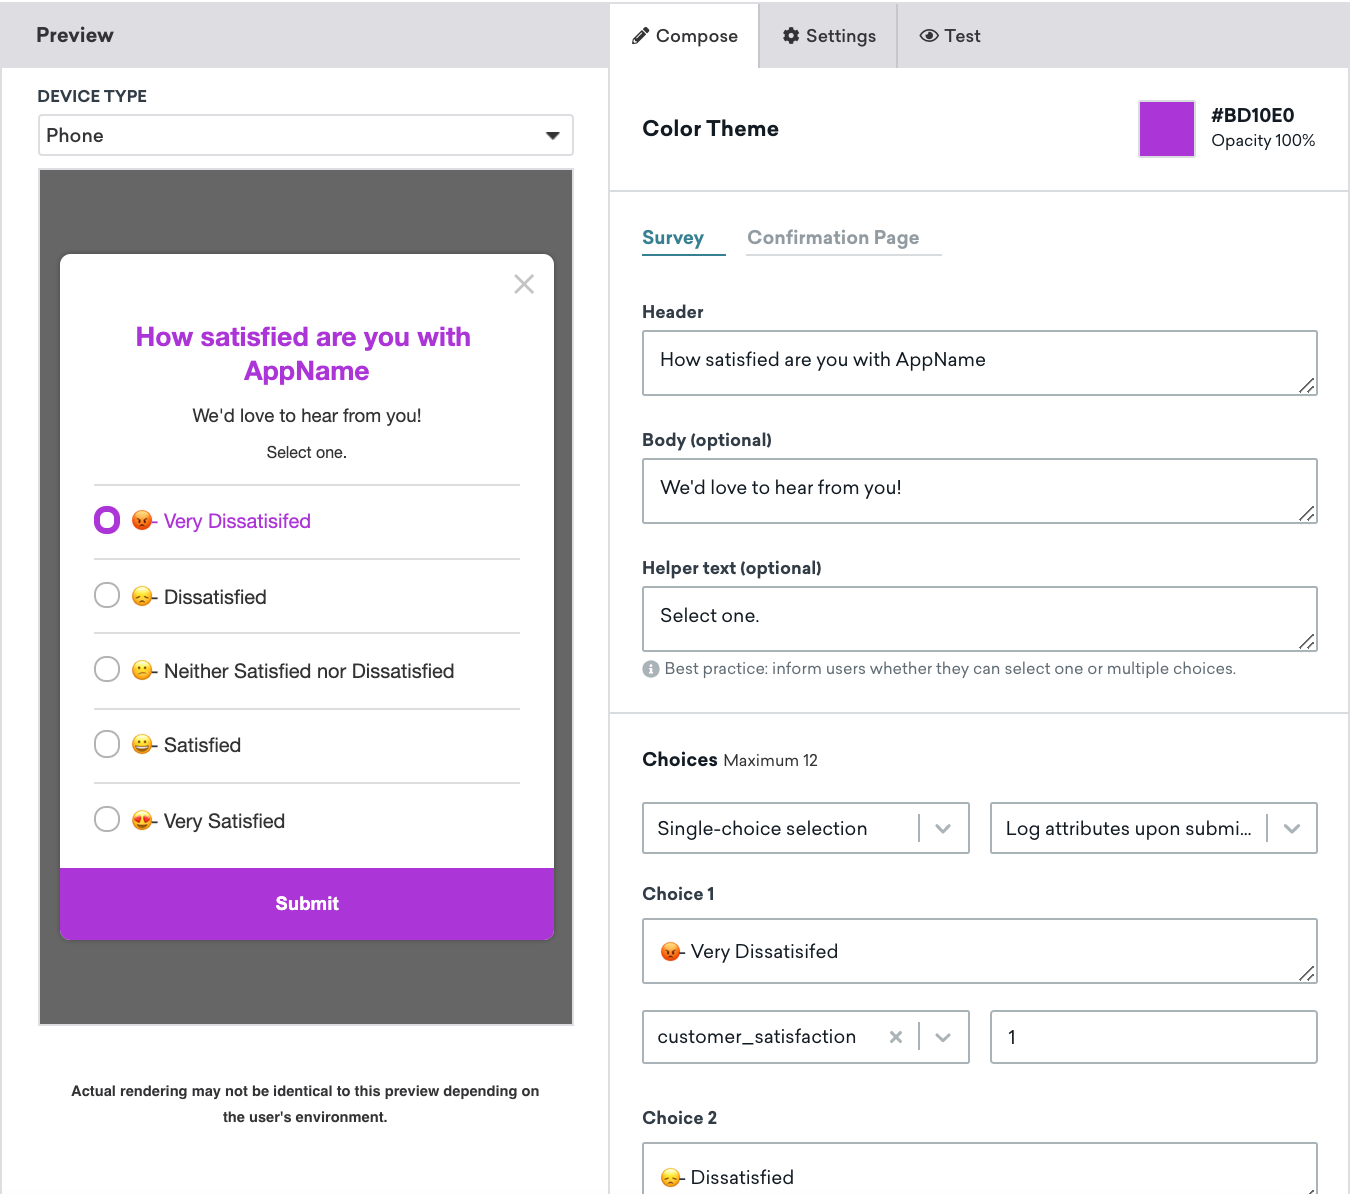 Preview
DEVICE TYPE
Phone
How satisfied are you with
AppName
We'd love to hear from you!
Select one.
😡- Very Dissatisifed
😞- Dissatisfied
😕- Neither Satisfied nor Dissatisfied
😀- Satisfied
😍- Very Satisfied
Submit
Actual rendering may not be identical to this preview depending on
the user's environment.
Compose
Settings
Test
Color Theme
#BD10E0
Opacity 100%
Survey
Confirmation Page
Header
How satisfied are you with AppName
Body (optional)
We'd love to hear from you!
Helper text (optional)
Select one.
Best practice: inform users whether they can select one or multiple choices.
Choices Maximum 12
Single-choice selection
Log attributes upon submi...
Choice 1
😡- Very Dissatisifed
customer_satisfaction
1
Choice 2
😞- Dissatisfied